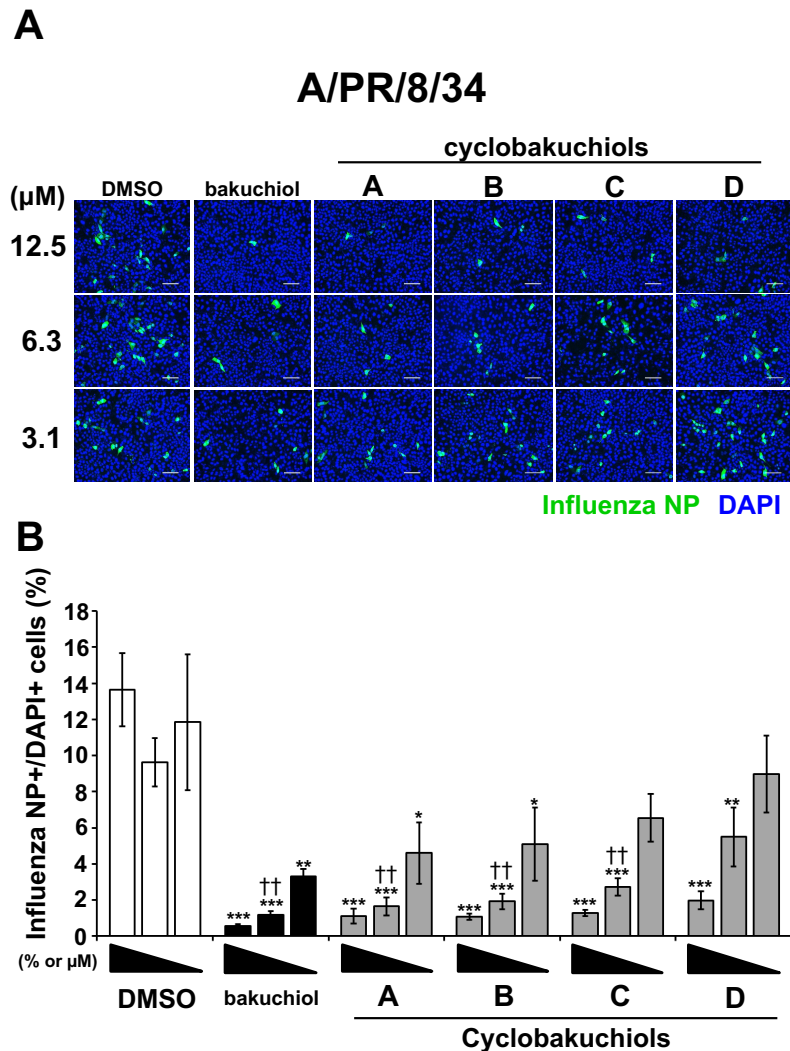 A
A/PR/8/34
cyclobakuchiols
(µM) DMSO bakuchiol A B C D
12.5
6.3
3.1
Influenza NP DAPI
B
Influenza NP+/DAPI+ cells (%)
18
16
14
12
10
8
6
4
2
0
*** †† *** ** *** †† *** * *** †† *** * *** †† *** *** **
(% or µM)
DMSO bakuchiol A B C D
Cyclobakuchiols